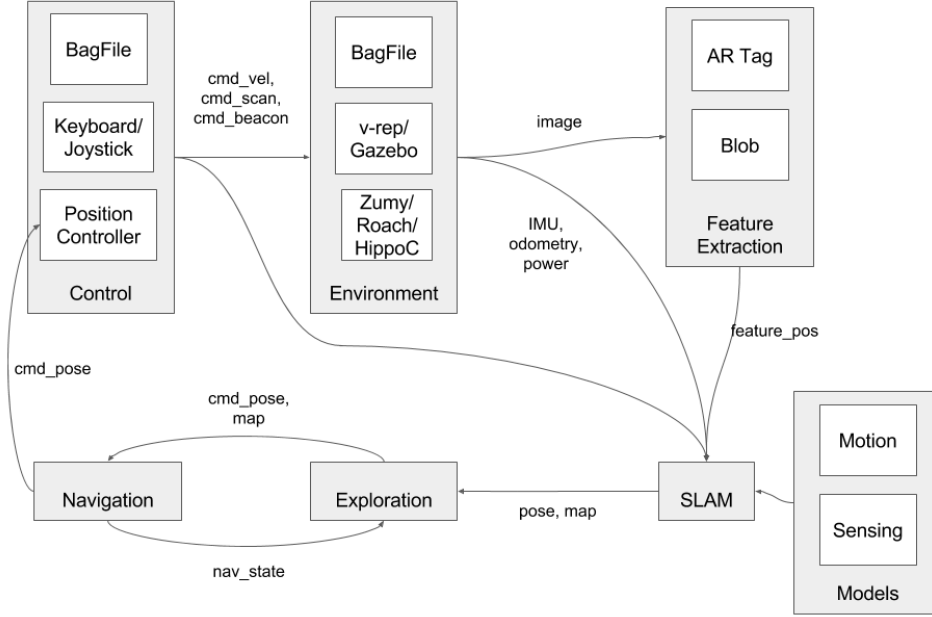 BagFile
Keyboard/
Joystick
Position
Controller
Control
cmd_vel,
cmd_scan,
cmd_beacon
BagFile
v-rep/
Gazebo
Zumy/
Roach/
HippoC
Environment
image
IMU,
odometry,
power
AR Tag
Blob
Feature
Extraction
feature_pos
cmd_pose
cmd_pose,
map
Navigation
Exploration
nav_state
pose, map
SLAM
Motion
Sensing
Models